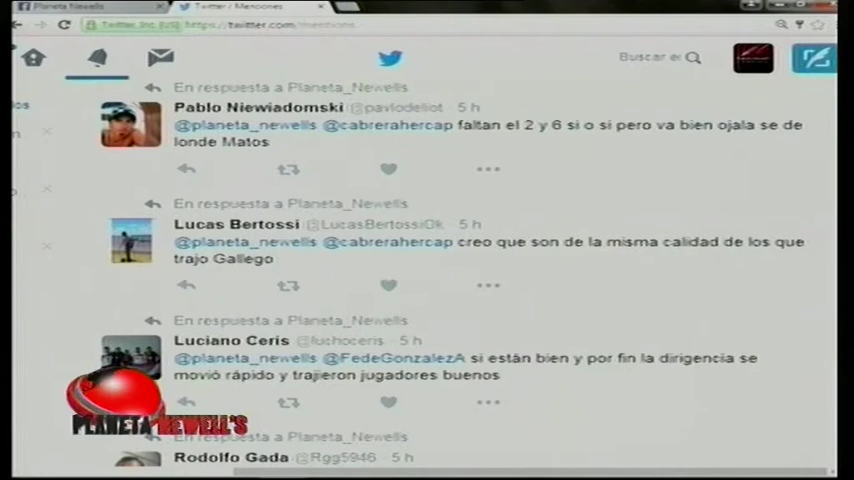 Planeta Newells
Twitter / Menciones
Twitter, Inc. [US] https://twitter.com/mentions
Buscar en
En respuesta a Planeta_Newells
Pablo Niewiadomski @pavlodeliot · 5 h
@planeta_newells @cabrerahercap faltan el 2 y 6 si o si pero va bien ojala se de
londe Matos
En respuesta a Planeta_Newells
Lucas Bertossi @LucasBertossiOk · 5 h
@planeta_newells @cabrerahercap creo que son de la misma calidad de los que
trajo Gallego
En respuesta a Planeta_Newells
Luciano Ceris @luchoceris · 5 h
@planeta_newells @FedeGonzalezA si están bien y por fin la dirigencia se
movió rápido y trajieron jugadores buenos
PLANETA NEWELL'S
En respuesta a Planeta_Newells
Rodolfo Gada @Rgg5946 · 5 h